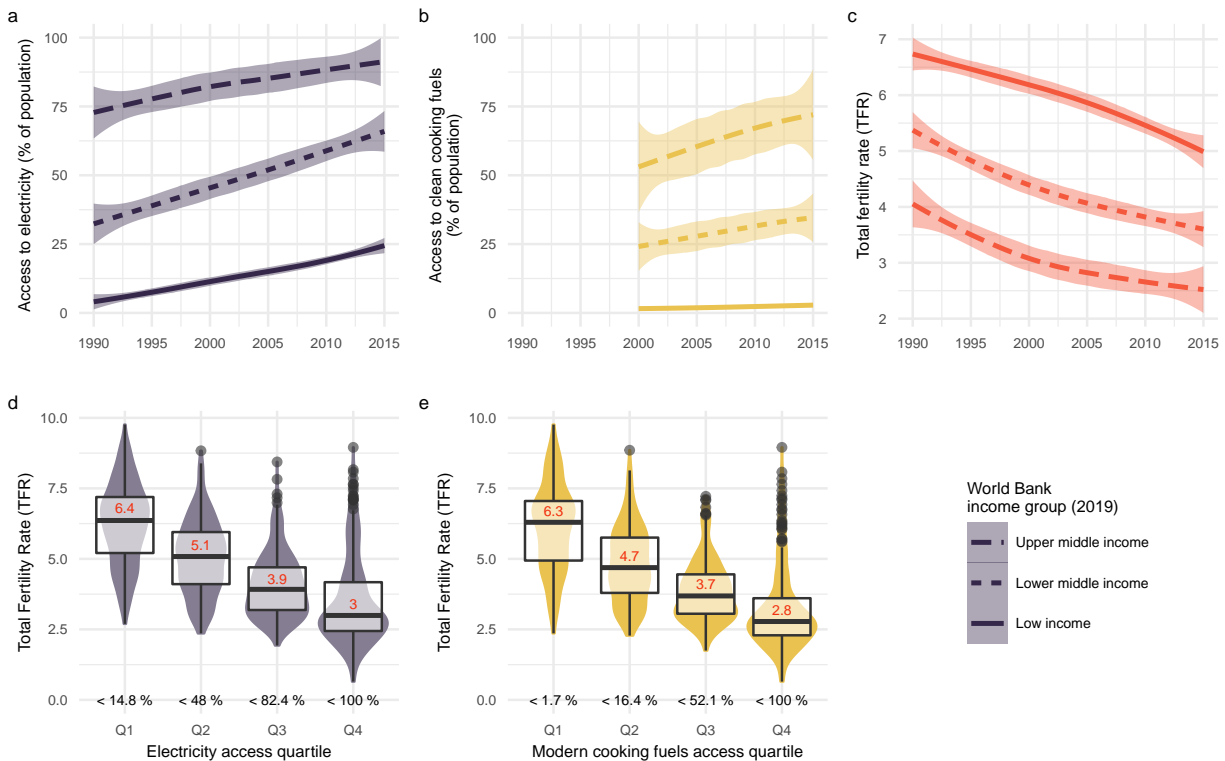 a
Access to electricity (% of population)
100
75
50
25
0
1990
1995
2000
2005
2010
2015
b
Access to clean cooking fuels
(% of population)
100
75
50
25
0
1990
1995
2000
2005
2010
2015
c
Total fertility rate (TFR)
7
6
5
4
3
2
1990
1995
2000
2005
2010
2015
d
Total Fertility Rate (TFR)
10.0
7.5
5.0
2.5
0.0
6.4
5.1
3.9
3
< 14.8 %
< 48 %
< 82.4 %
< 100 %
Q1
Q2
Q3
Q4
Electricity access quartile
e
Total Fertility Rate (TFR)
10.0
7.5
5.0
2.5
0.0
6.3
4.7
3.7
2.8
< 1.7 %
< 16.4 %
< 52.1 %
< 100 %
Q1
Q2
Q3
Q4
Modern cooking fuels access quartile
World Bank
income group (2019)
Upper middle income
Lower middle income
Low income